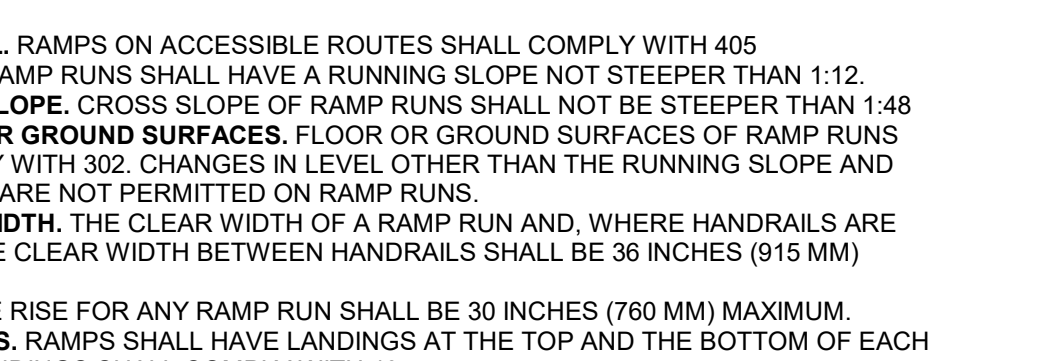 . RAMPS ON ACCESSIBLE ROUTES SHALL COMPLY WITH 405
AMP RUNS SHALL HAVE A RUNNING SLOPE NOT STEEPER THAN 1:12.
LOPE. CROSS SLOPE OF RAMP RUNS SHALL NOT BE STEEPER THAN 1:48
R GROUND SURFACES. FLOOR OR GROUND SURFACES OF RAMP RUNS
Y WITH 302. CHANGES IN LEVEL OTHER THAN THE RUNNING SLOPE AND
ARE NOT PERMITTED ON RAMP RUNS.
IDTH. THE CLEAR WIDTH OF A RAMP RUN AND, WHERE HANDRAILS ARE
E CLEAR WIDTH BETWEEN HANDRAILS SHALL BE 36 INCHES (915 MM)
E RISE FOR ANY RAMP RUN SHALL BE 30 INCHES (760 MM) MAXIMUM.
S. RAMPS SHALL HAVE LANDINGS AT THE TOP AND THE BOTTOM OF EACH